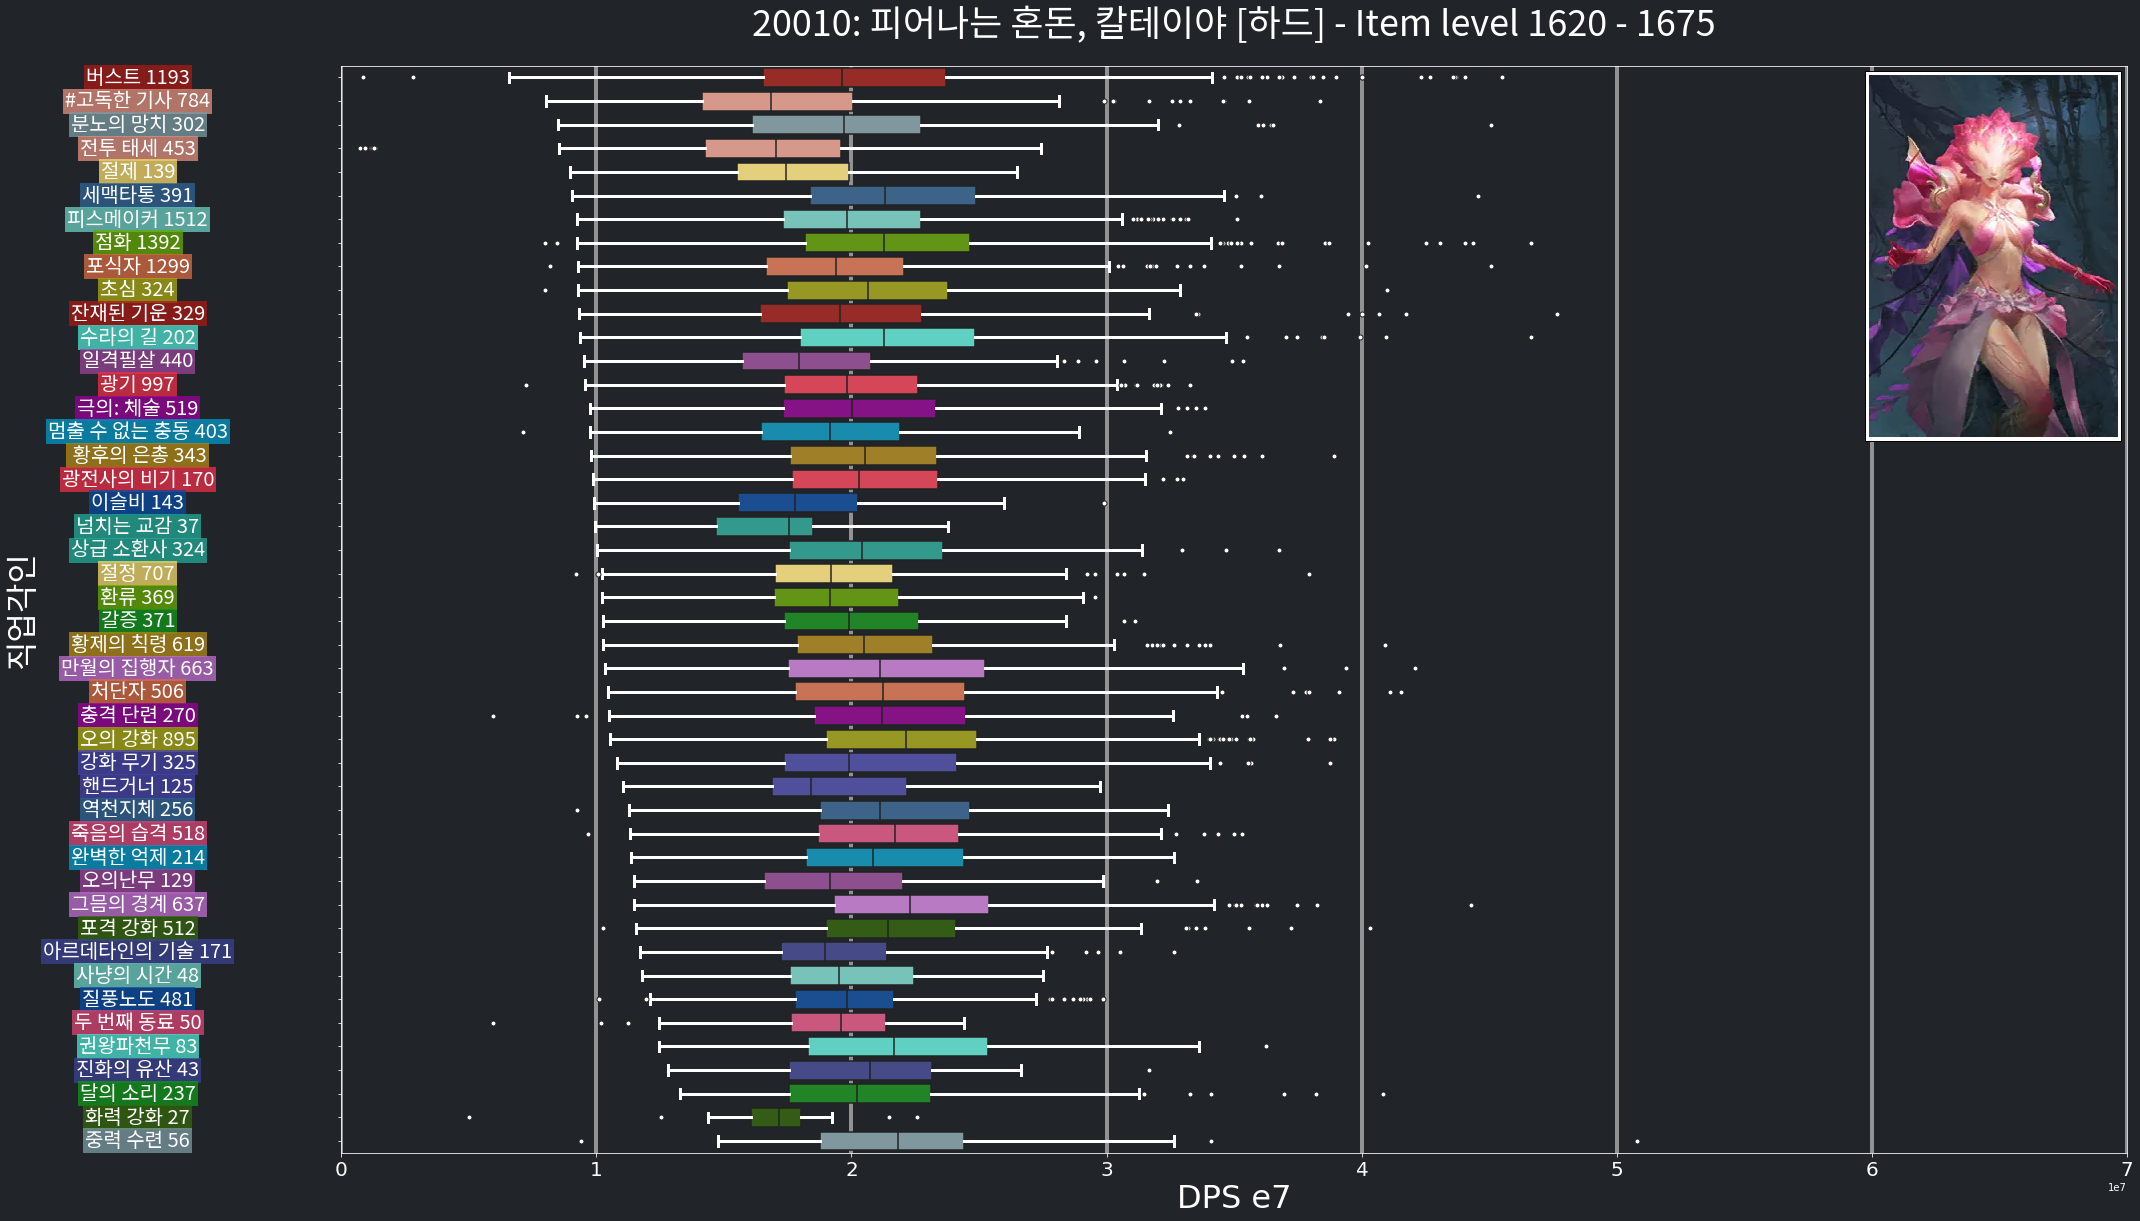 20010: 피어나는 혼돈, 칼테이야 [하드] - Item level 1620 - 1675
버스트 1193
#고독한 기사 784
분노의 망치 302
전투 태세 453
절제 139
세맥타통 391
피스메이커 1512
점화 1392
포식자 1299
초심 324
잔재된 기운 329
수라의 길 202
일격필살 440
광기 997
극의: 체술 519
멈출 수 없는 충동 403
황후의 은총 343
광전사의 비기 170
이슬비 143
넘치는 교감 37
상급 소환사 324
절정 707
환류 369
갈증 371
황제의 칙령 619
만월의 집행자 663
처단자 506
충격 단련 270
오의 강화 895
강화 무기 325
핸드거너 125
역천지체 256
죽음의 습격 518
완벽한 억제 214
오의난무 129
그믐의 경계 637
포격 강화 512
아르데타인의 기술 171
사냥의 시간 48
질풍노도 481
두 번째 동료 50
권왕파천무 83
진화의 유산 43
달의 소리 237
화력 강화 27
중력 수련 56
직업각인
0 1 2 3 4 5 6 7
DPS e7
1e7